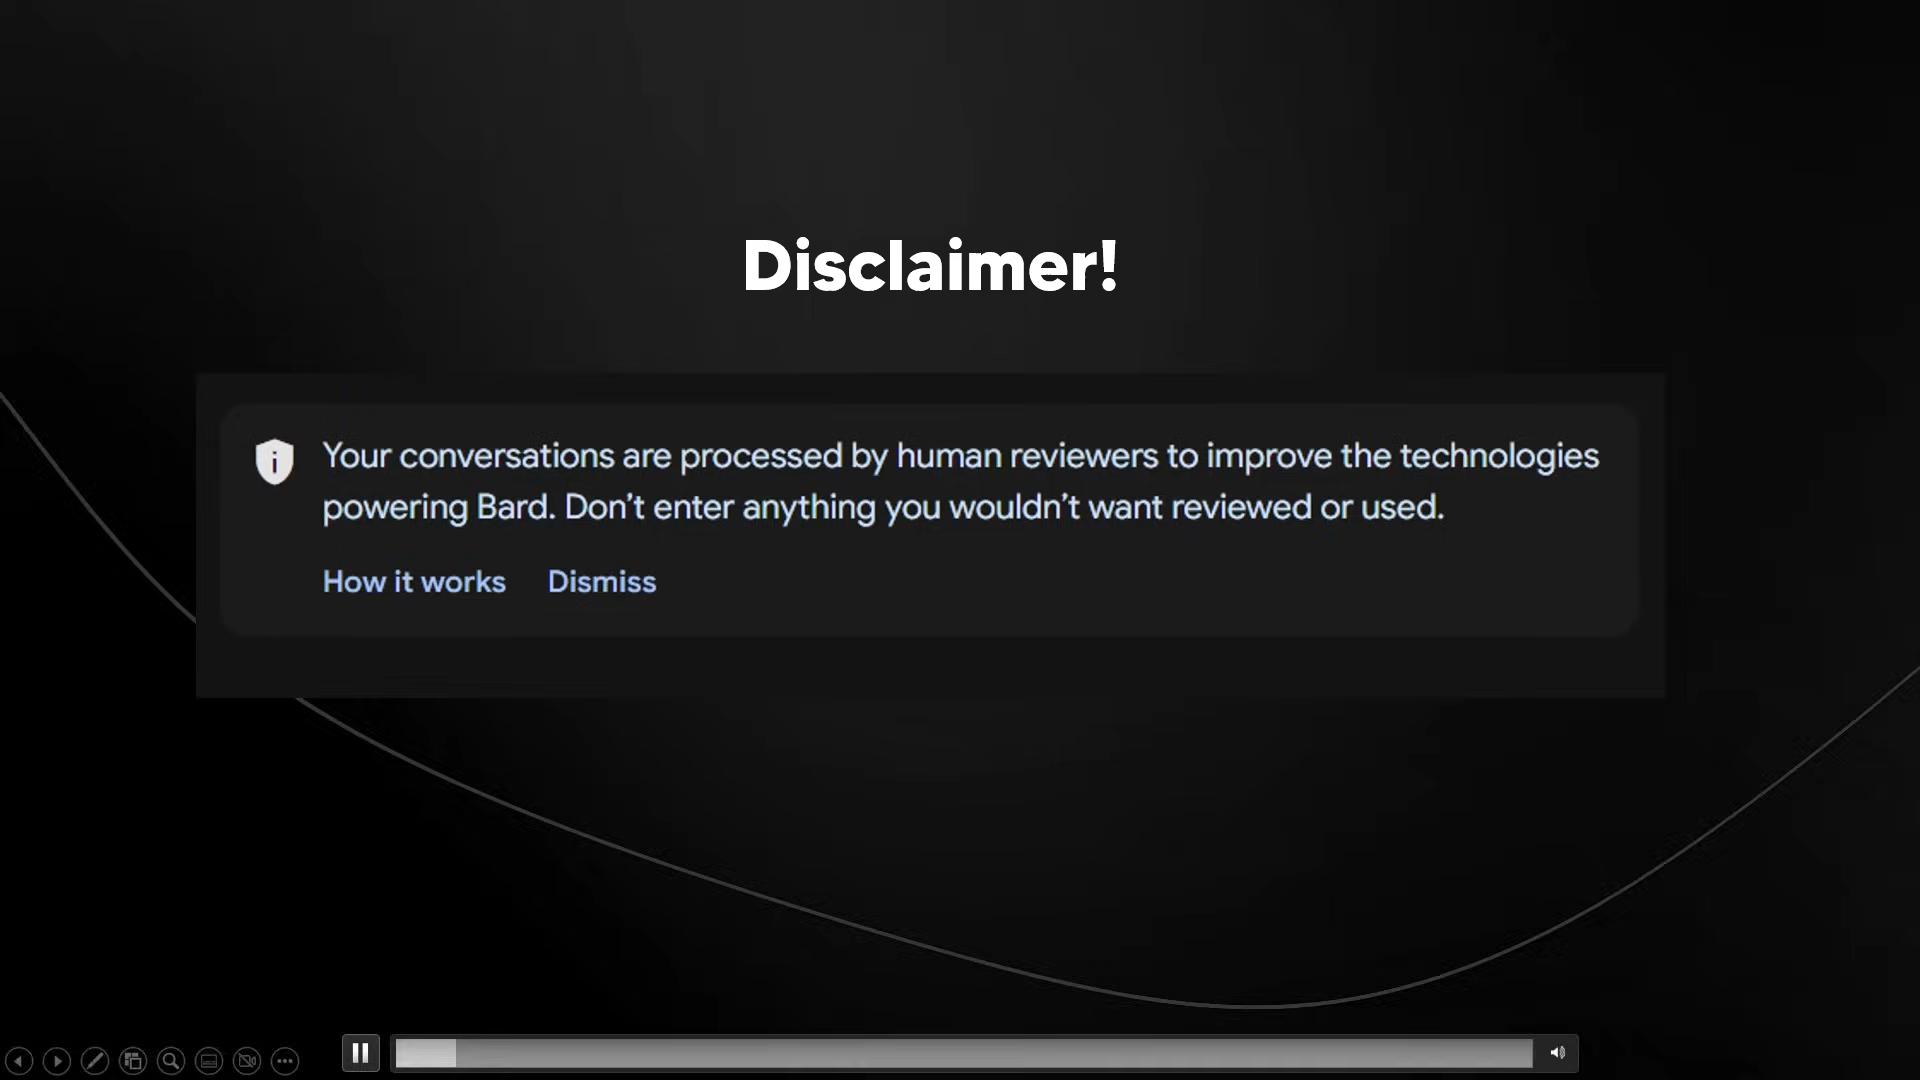 Disclaimer!
Your conversations are processed by human reviewers to improve the technologies
powering Bard. Don’t enter anything you wouldn’t want reviewed or used.
How it works Dismiss